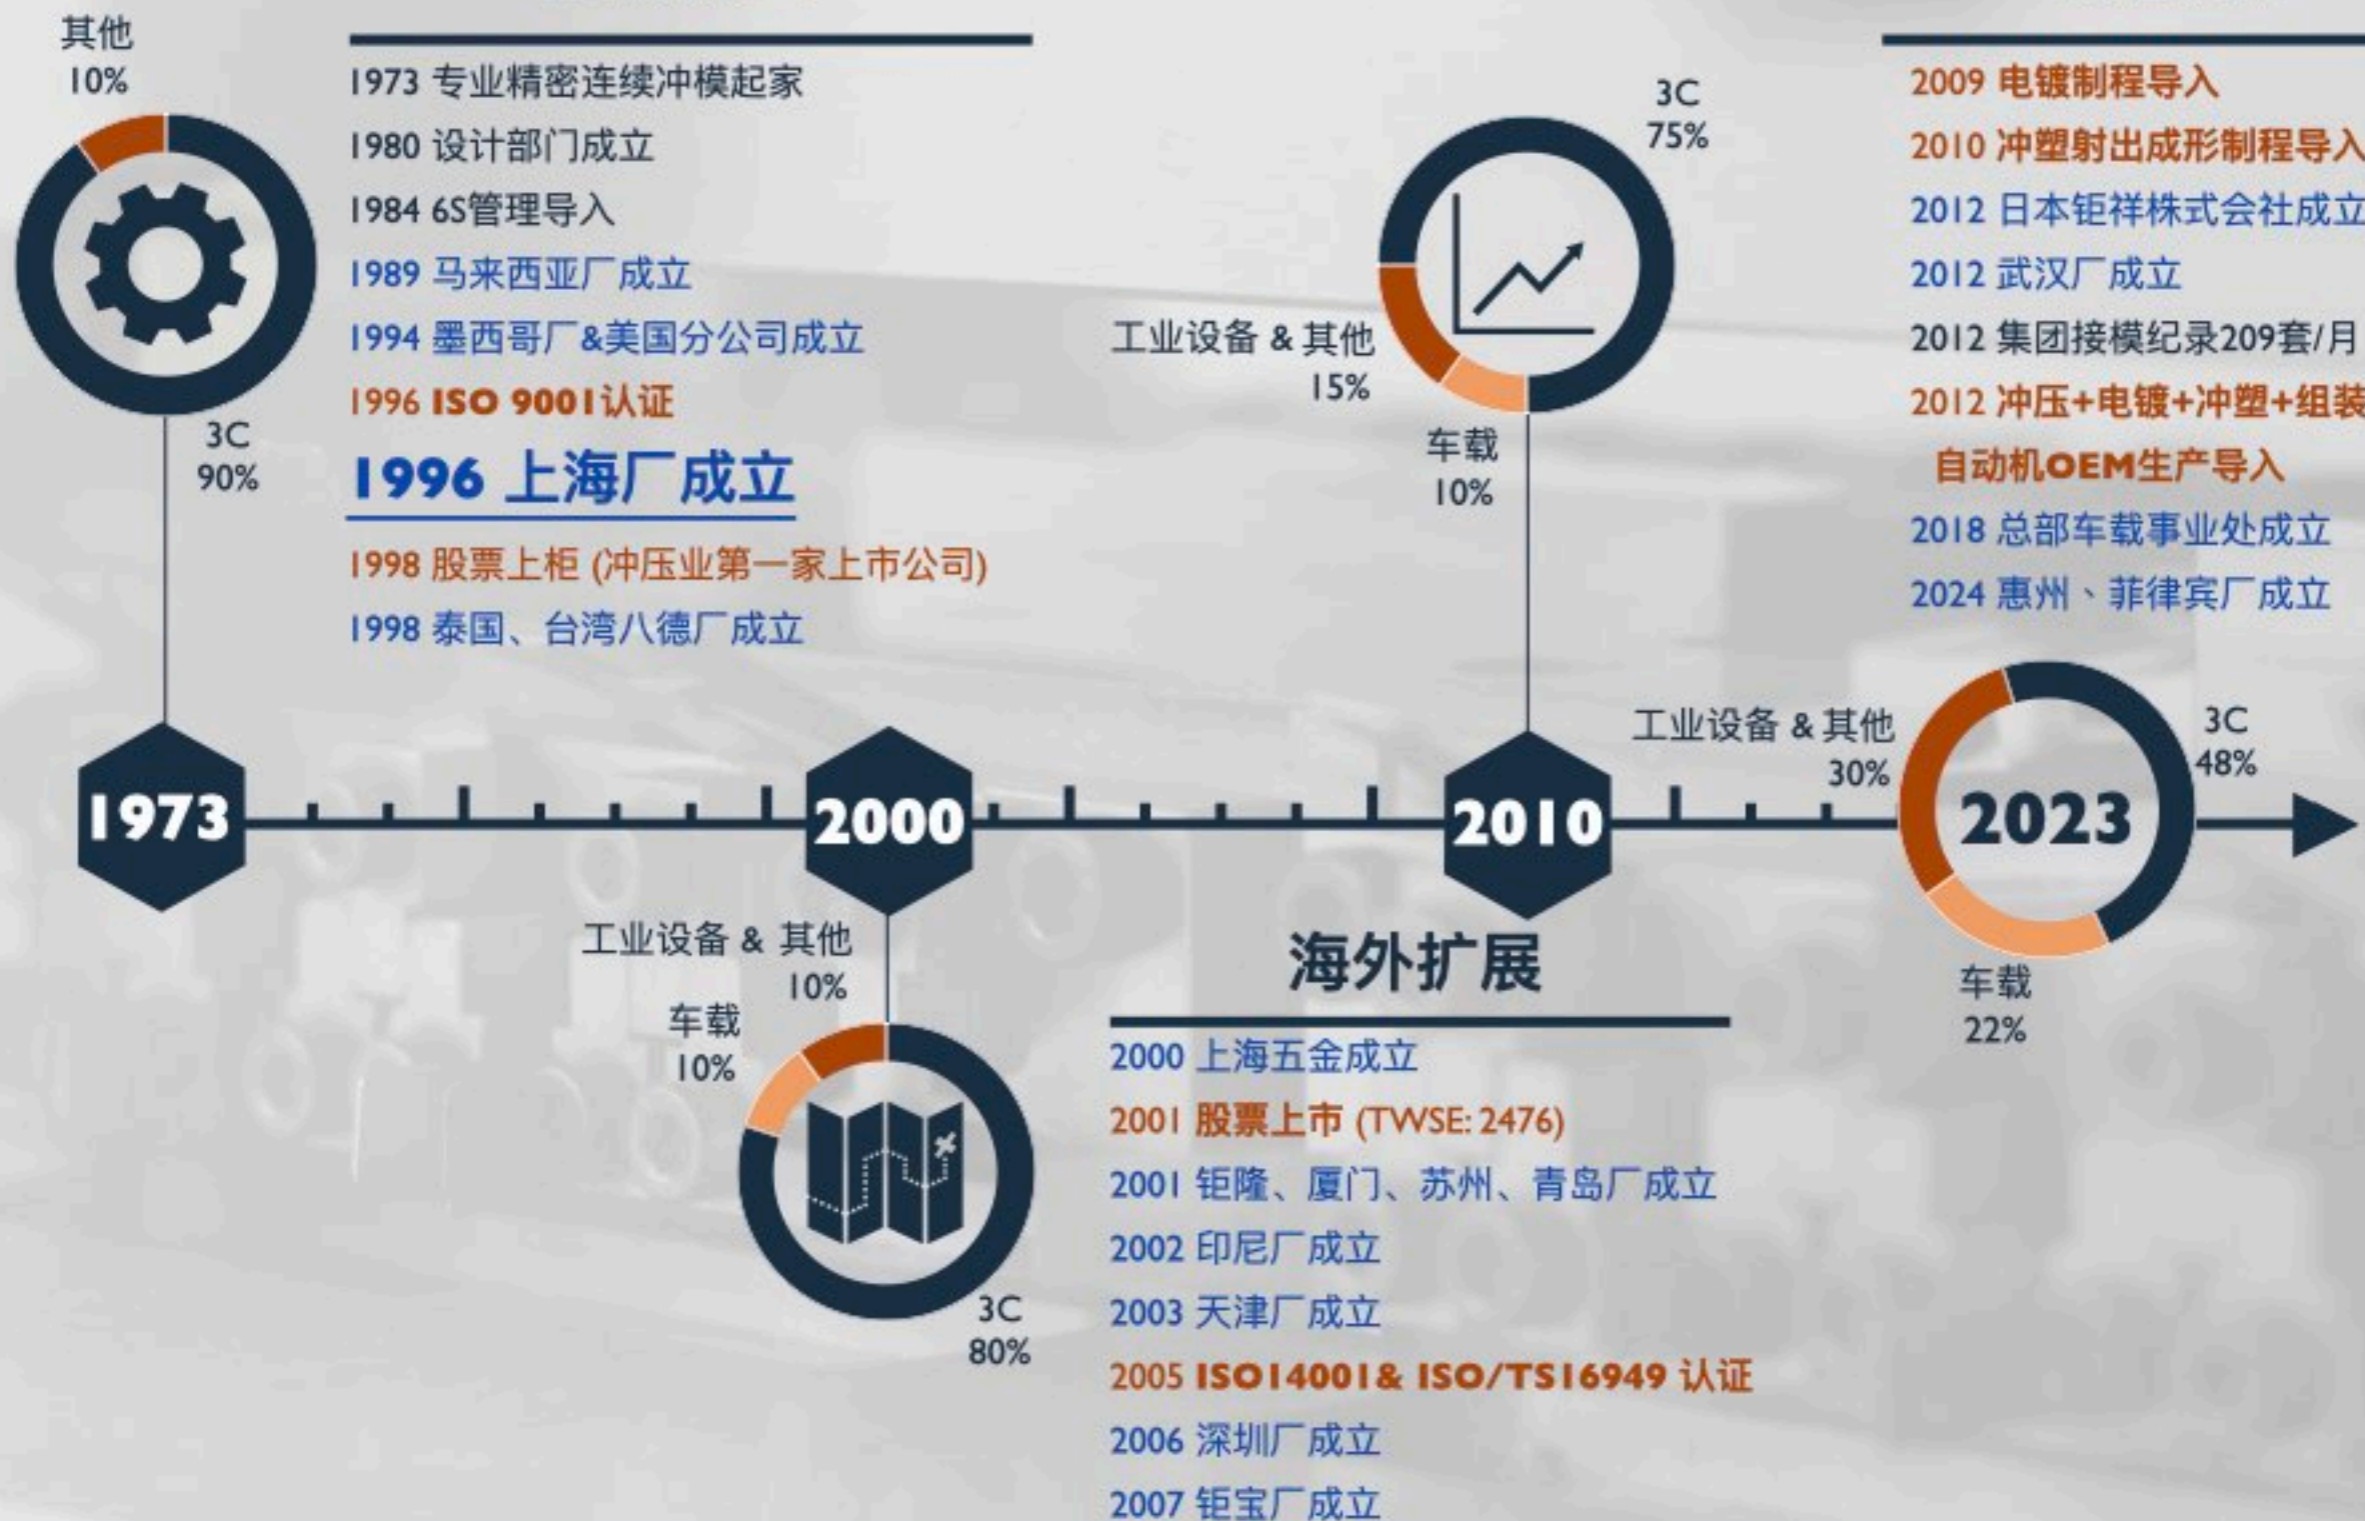 其他
10%
3C
90%
1973 专业精密连续冲模起家
1980 设计部门成立
1984 6S管理导入
1989 马来西亚厂成立
1994 墨西哥厂&美国分公司成立
1996 ISO 9001认证
1996 上海厂成立
1998 股票上柜 (冲压业第一家上市公司)
1998 泰国、台湾八德厂成立
3C
75%
工业设备 & 其他
15%
车载
10%
2009 电镀制程导入
2010 冲塑射出成形制程导入
2012 日本钜祥株式会社成立
2012 武汉厂成立
2012 集团接模纪录209套/月
2012 冲压+电镀+冲塑+组装
自动机OEM生产导入
2018 总部车载事业处成立
2024 惠州、菲律宾厂成立
1973
2000
2010
2023
工业设备 & 其他
30%
3C
48%
车载
22%
工业设备 & 其他
10%
车载
10%
3C
80%
海外扩展
2000 上海五金成立
2001 股票上市 (TWSE: 2476)
2001 钜隆、厦门、苏州、青岛厂成立
2002 印尼厂成立
2003 天津厂成立
2005 ISO14001& ISO/TS16949 认证
2006 深圳厂成立
2007 钜宝厂成立